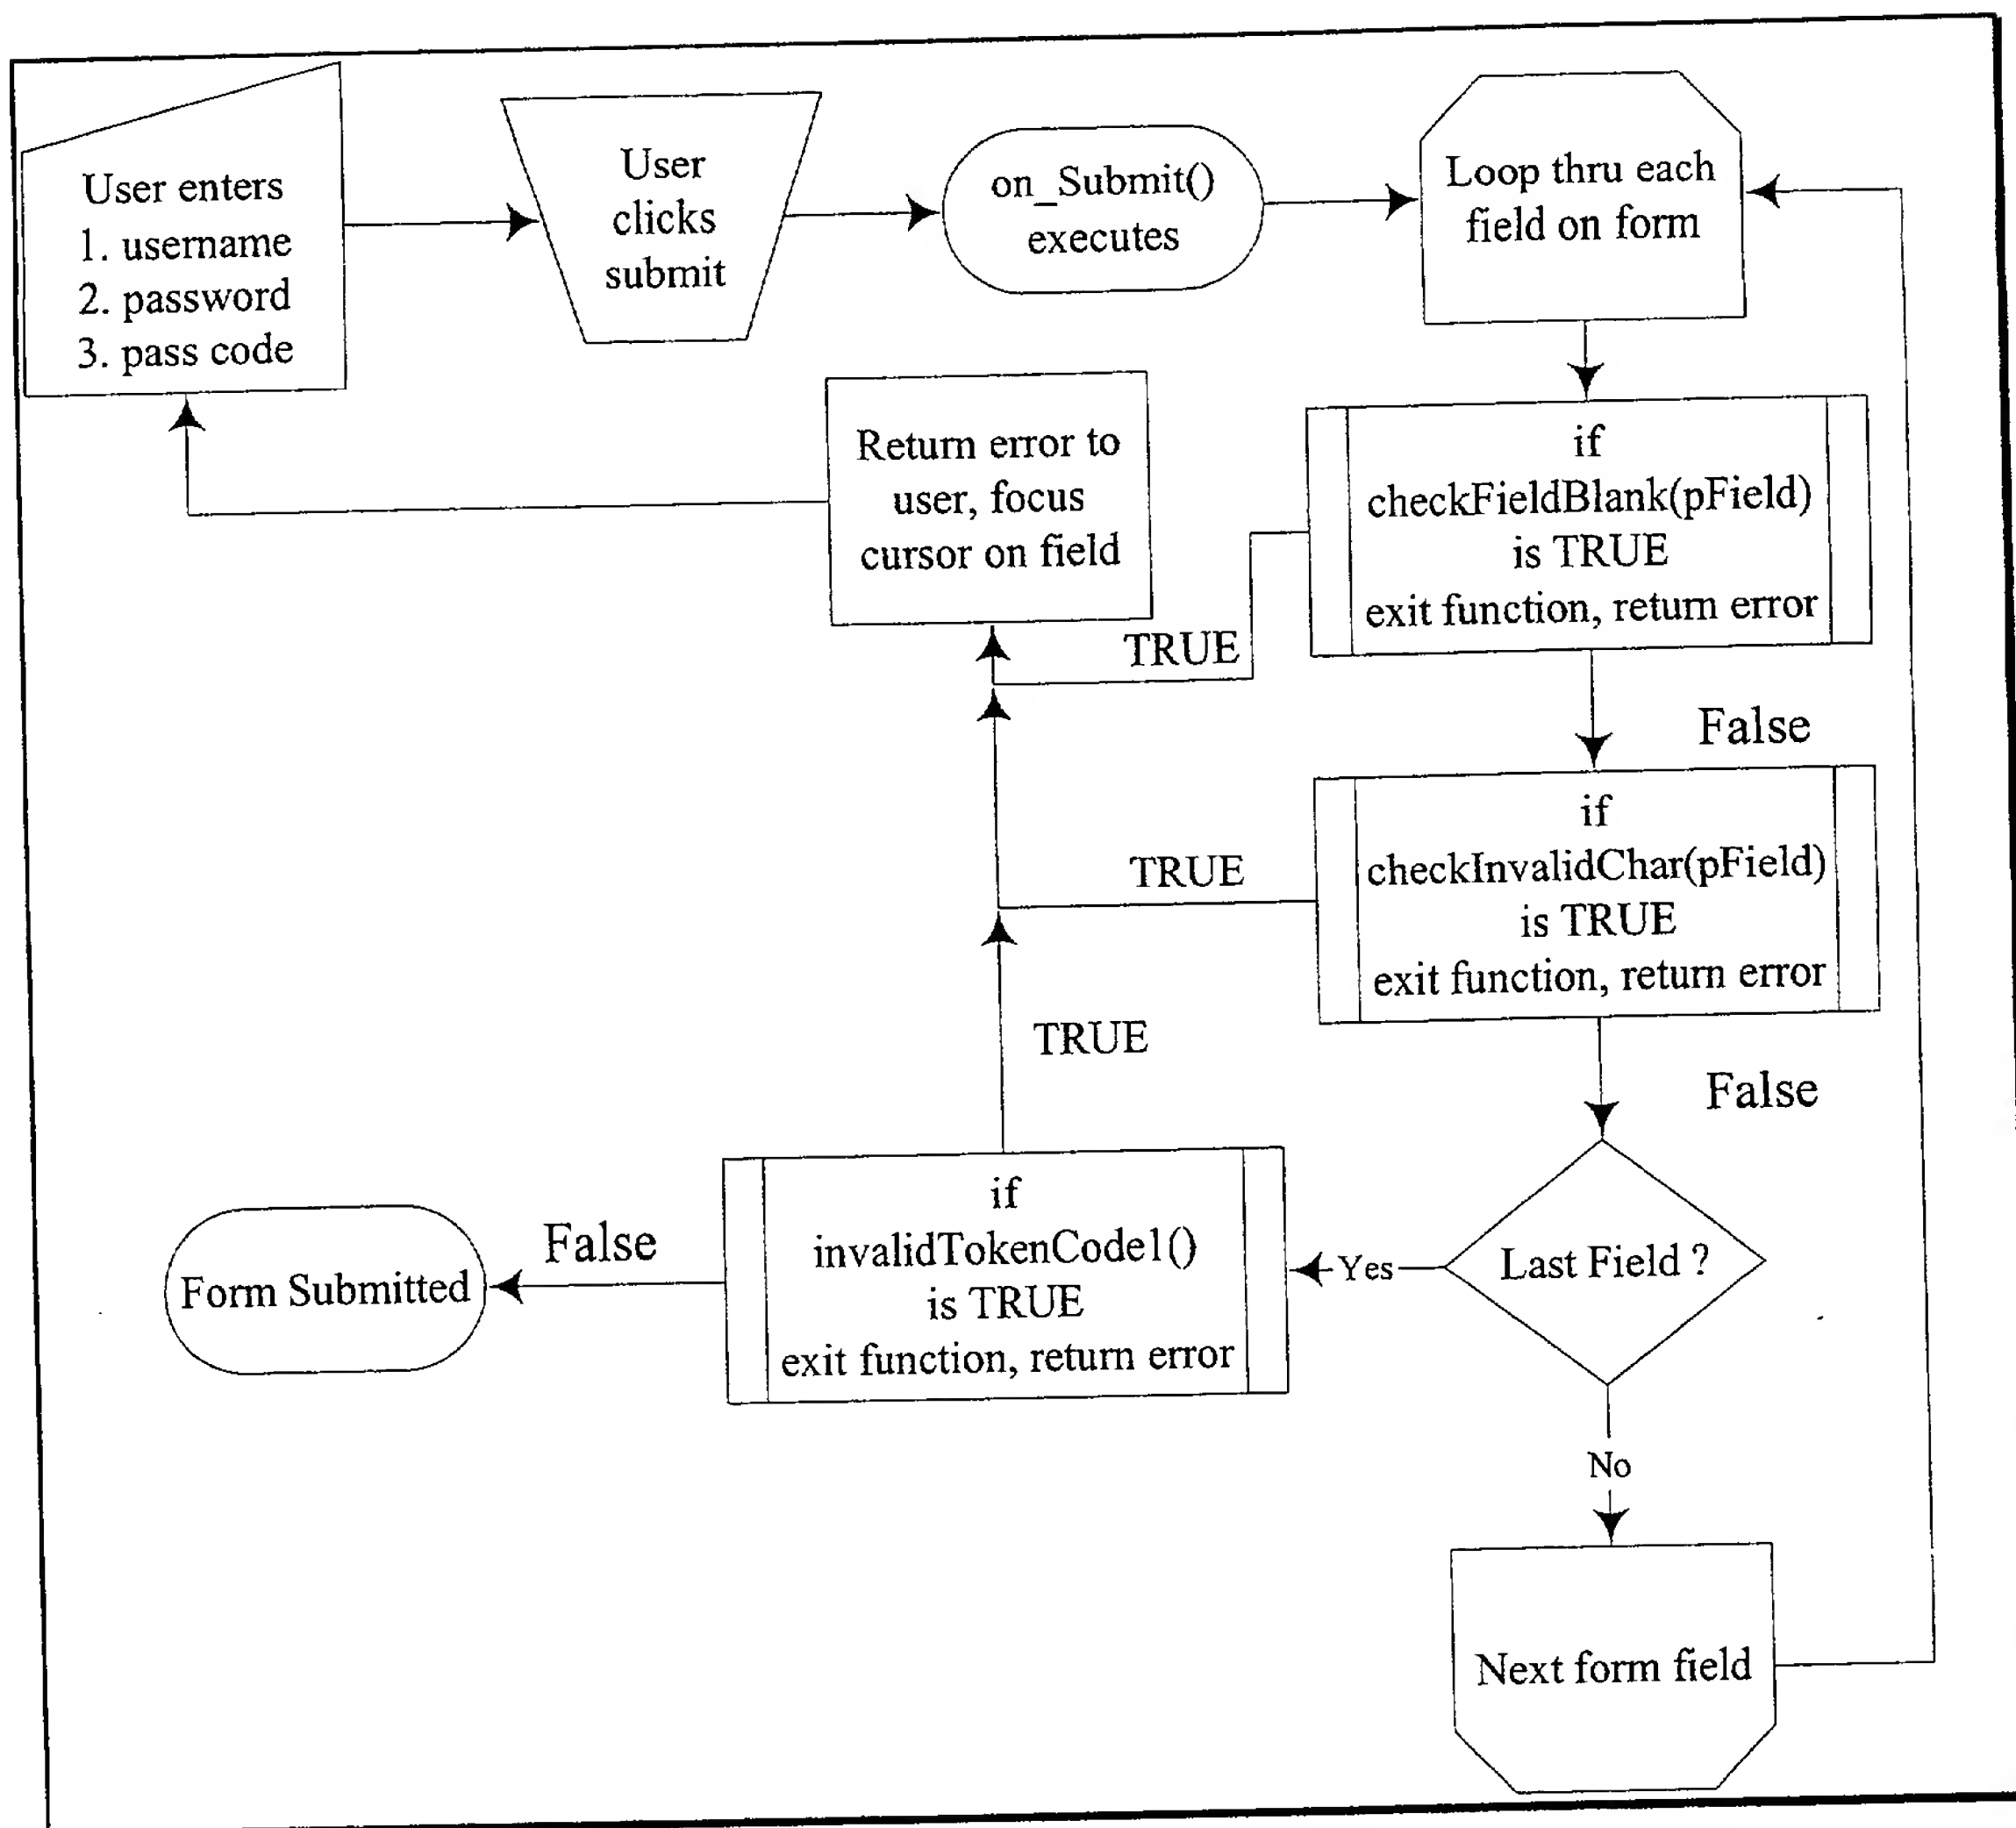 User enters
1. username
2. password
3. pass code
User
clicks
submit
on_Submit()
executes
Loop thru each
field on form
Return error to
user, focus
cursor on field
if
checkFieldBlank(pField)
is TRUE
exit function, return error
TRUE
False
if
checkInvalidChar(pField)
is TRUE
exit function, return error
TRUE
TRUE
False
if
invalidTokenCode1()
is TRUE
exit function, return error
False
Form Submitted
Yes
Last Field ?
No
Next form field